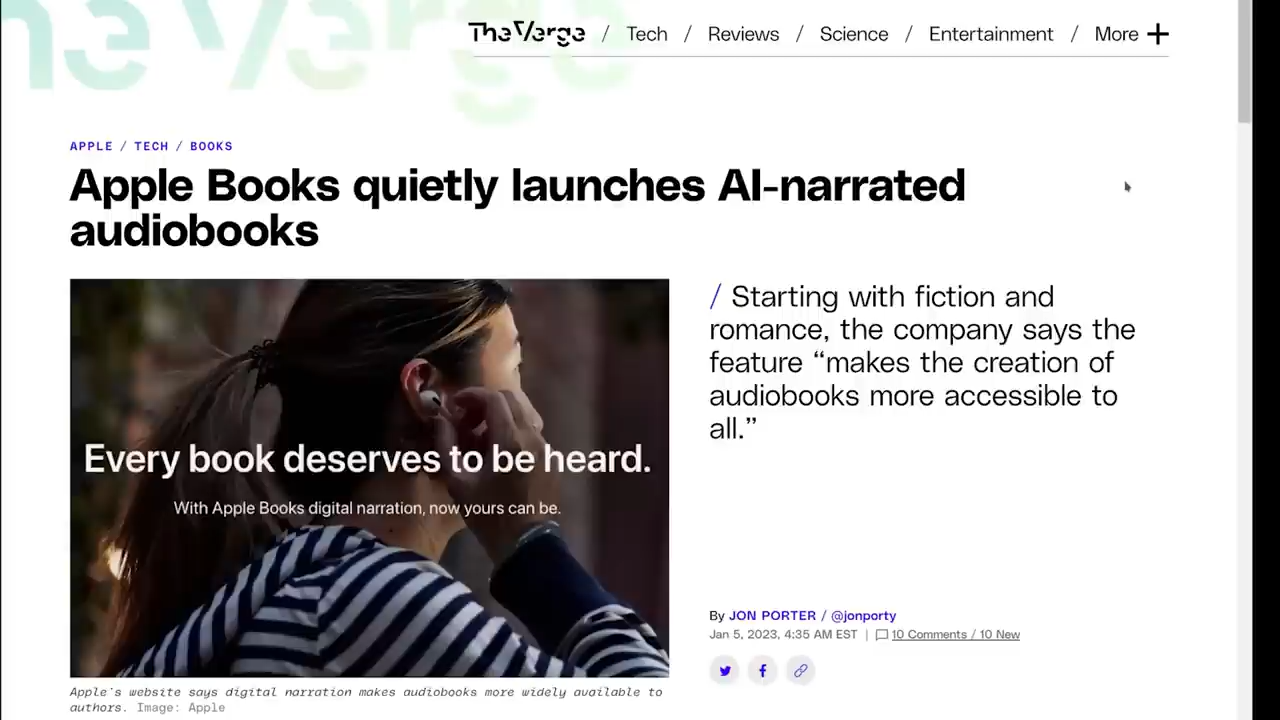 The Verge
The Verge / Tech / Reviews / Science / Entertainment / More +
APPLE / TECH / BOOKS
Apple Books quietly launches AI-narrated
audiobooks
Every book deserves to be heard.
With Apple Books digital narration, now yours can be.
/ Starting with fiction and
romance, the company says the
feature “makes the creation of
audiobooks more accessible to
all.”
By JON PORTER / @jonporty
Jan 5, 2023, 4:35 AM EST | 10 Comments / 10 New
Apple's website says digital narration makes audiobooks more widely available to
authors. Image: Apple